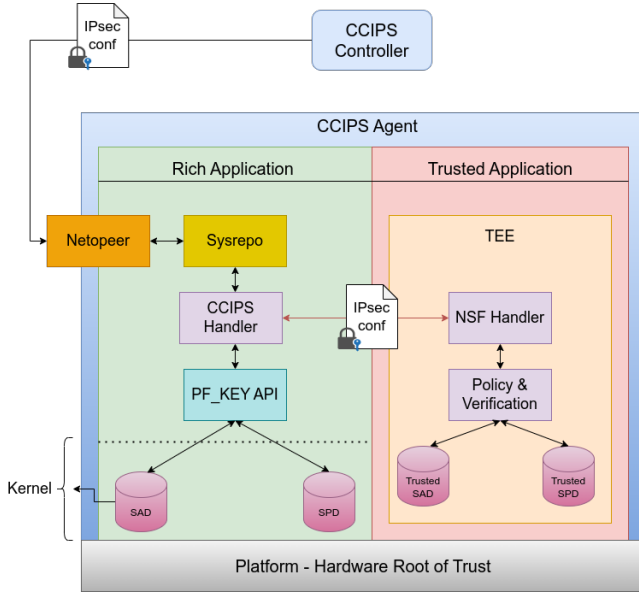 IPsec
conf
CCIPS
Controller
CCIPS Agent
Rich Application
Trusted Application
Netopeer
Sysrepo
TEE
CCIPS
Handler
IPsec
conf
NSF Handler
PF_KEY API
Policy &
Verification
Kernel
SAD
SPD
Trusted
SAD
Trusted
SPD
Platform - Hardware Root of Trust